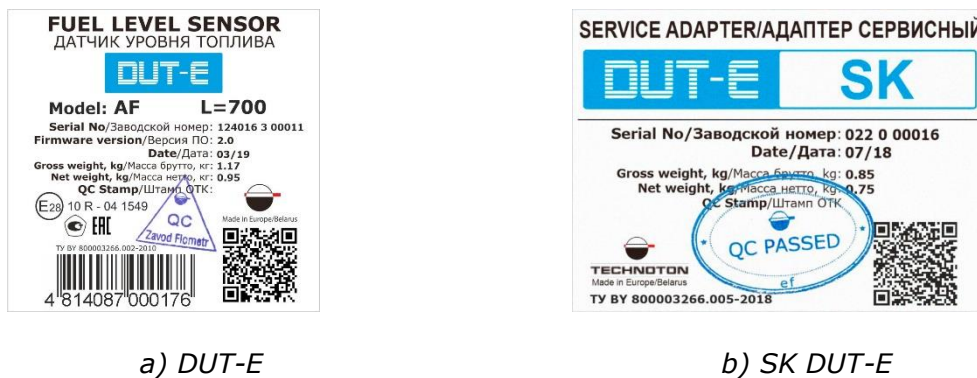 FUEL LEVEL SENSOR
ДАТЧИК УРОВНЯ ТОПЛИВА
DUT-E
Model: AF L=700
Serial No/Заводской номер: 124016 3 00011
Firmware version/Версия ПО: 2.0
Date/Дата: 03/19
Gross weight, kg/Масса брутто, кг: 1.17
Net weight, kg/Масса нетто, кг: 0.95
QC Stamp/Штамп ОТК:
E28 10 R - 04 1549
EAC
QC
Zavod Flometr
Made in Europe/Belarus
ТУ BY 800003266.002-2010
4 814087 000176
SERVICE ADAPTER/АДАПТЕР СЕРВИСНЫЙ
DUT-E SK
Serial No/Заводской номер: 022 0 00016
Date/Дата: 07/18
Gross weight, kg/Масса брутто, kg: 0.85
Net weight, kg/Масса нетто, kg: 0.75
QC Stamp/Штамп ОТК
QC PASSED
ef
TECHNOTON
Made in Europe/Belarus
ТУ BY 800003266.005-2018
a) DUT-E
b) SK DUT-E